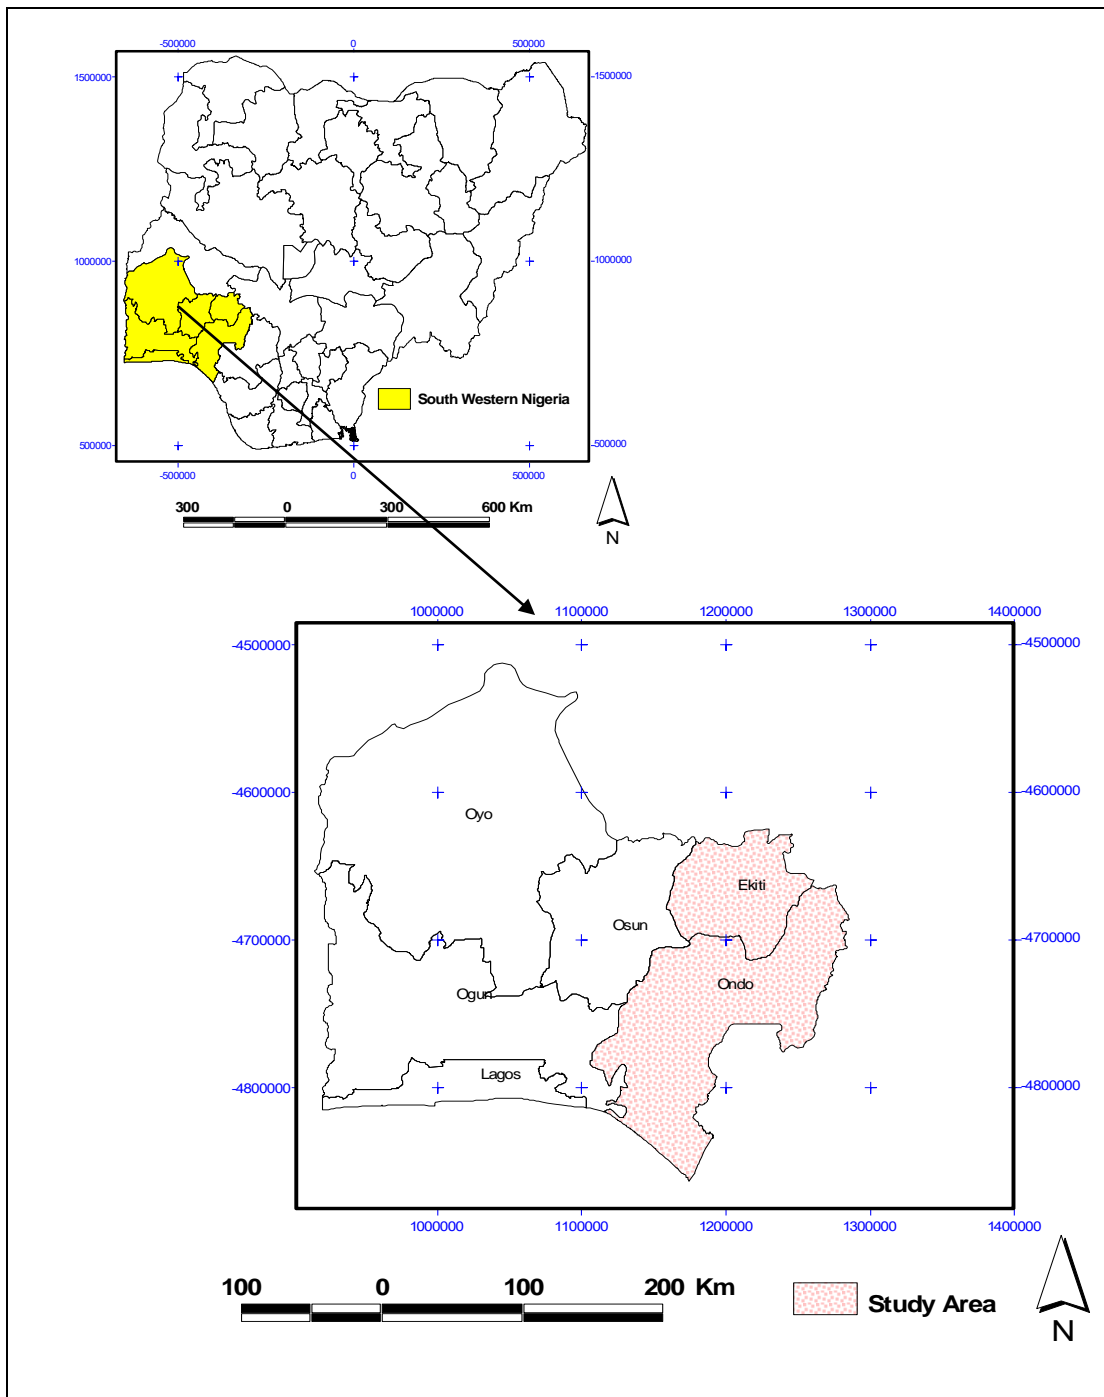 -500000 0 500000
1500000 1500000
1000000 1000000
South Western Nigeria
500000 500000
-500000 0 500000
300 0 300 600 Km
N
1000000 1100000 1200000 1300000 1400000
-4500000 -4500000
-4600000 -4600000
Oyo
Ekiti
Osun
-4700000 -4700000
Ondo
Ogun
Lagos
-4800000 -4800000
1000000 1100000 1200000 1300000 1400000
100 0 100 200 Km
Study Area
N